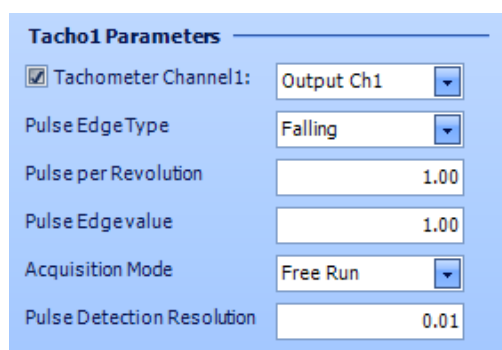 Tacho1 Parameters
Tachometer Channel1: Output Ch1
Pulse Edge Type Falling
Pulse per Revolution 1.00
Pulse Edge value 1.00
Acquisition Mode Free Run
Pulse Detection Resolution 0.01